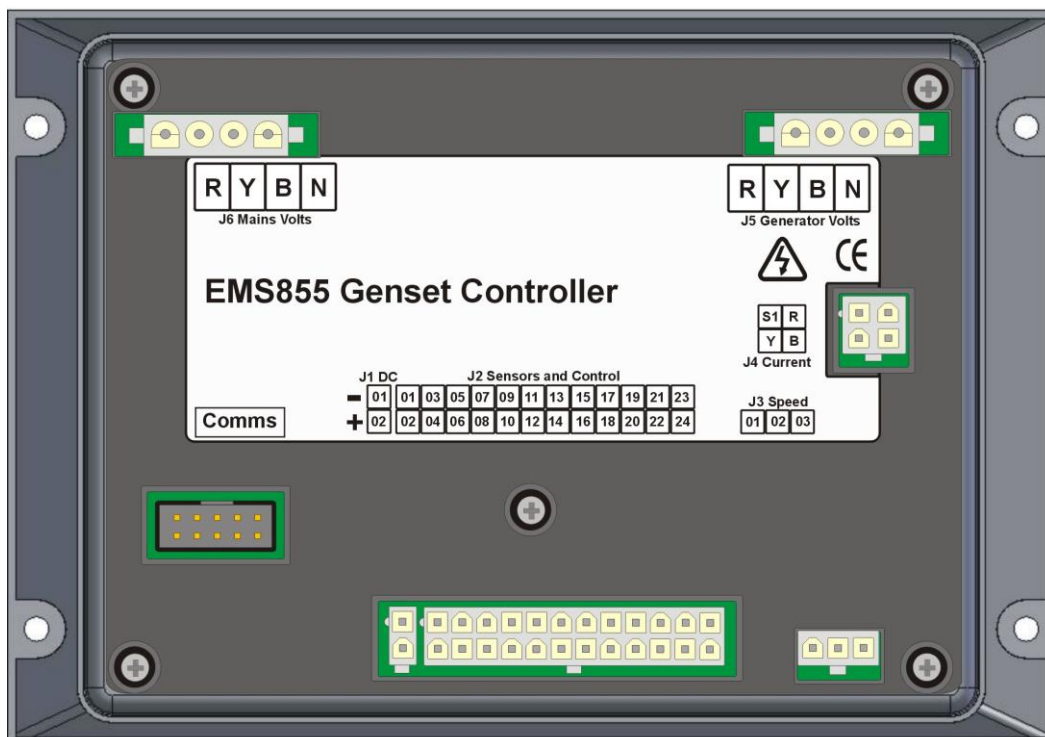 R Y B N
J6 Mains Volts
R Y B N
J5 Generator Volts
CE
EMS855 Genset Controller
S1 R
Y B
J4 Current
J1 DC J2 Sensors and Control
- 01 01 03 05 07 09 11 13 15 17 19 21 23
+ 02 02 04 06 08 10 12 14 16 18 20 22 24
J3 Speed
01 02 03
Comms